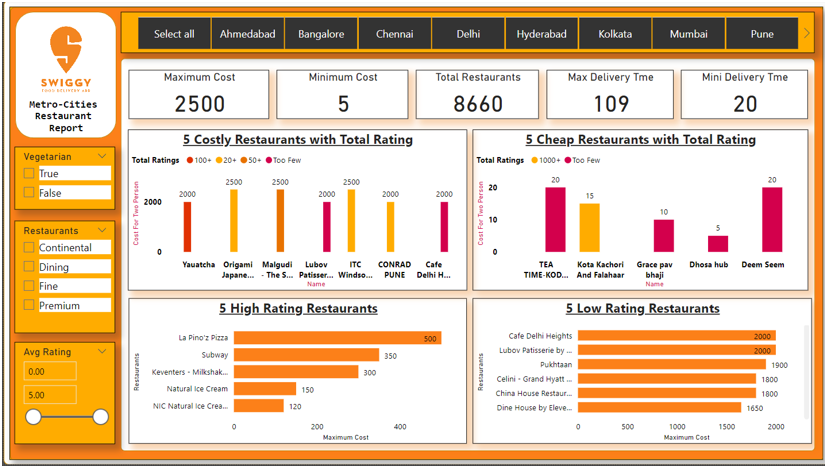 SWIGGY
FOOD DELIVERY APP
Metro-Cities
Restaurant
Report
Select all Ahmedabad Bangalore Chennai Delhi Hyderabad Kolkata Mumbai Pune
Maximum Cost
2500
Minimum Cost
5
Total Restaurants
8660
Max Delivery Tme
109
Mini Delivery Tme
20
Vegetarian
True
False
Restaurants
Continental
Dining
Fine
Premium
Avg Rating
0.00
5.00
5 Costly Restaurants with Total Rating
Total Ratings 100+ 20+ 50+ Too Few
Cost For Two Person
2000
0
2000 2500 2500 2000 2500 2000 2000
Yauatcha Origami Malgudi Lubov ITC CONRAD Cafe
Japane... - The S... Patisser... Windso... PUNE Delhi H...
Name
5 Cheap Restaurants with Total Rating
Total Ratings 1000+ Too Few
Cost For Two Person
20
10
0
20 15 10 5 20
TEA Kota Kachori Grace pav Dhosa hub Deem Seem
TIME-KOD... And Falahaar bhaji
Name
5 High Rating Restaurants
Restaurants
La Pino'z Pizza 500
Subway 350
Keventers - Milkshak... 300
Natural Ice Cream 150
NIC Natural Ice Crea... 120
0 200 400
Maximum Cost
5 Low Rating Restaurants
Restaurants
Cafe Delhi Heights 2000
Lubov Patisserie by ... 2000
Pukhtaan 1900
Celini - Grand Hyatt ... 1800
China House Restaur... 1800
Dine House by Eleve... 1650
0 500 1000 1500 2000
Maximum Cost